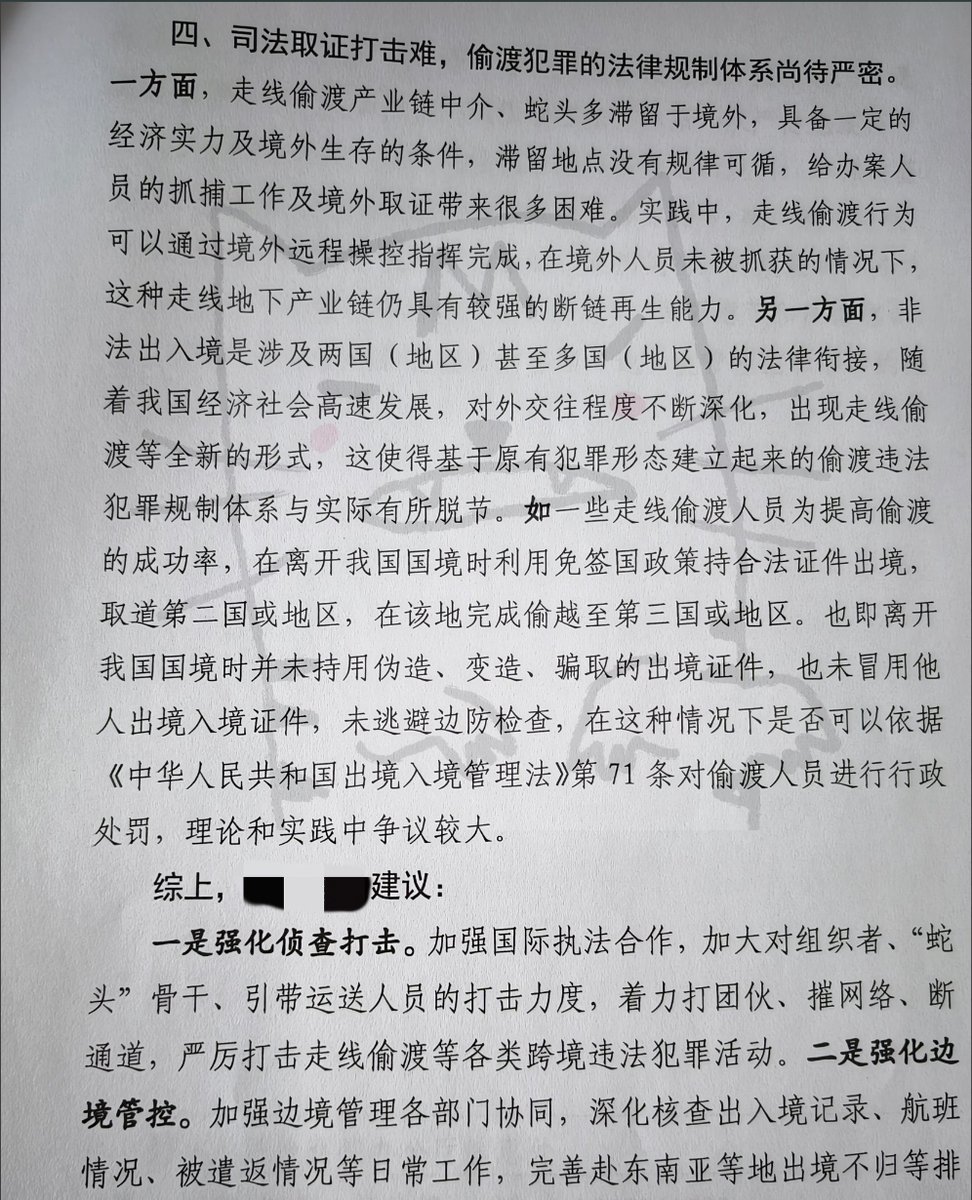 四、司法取证打击难，偷渡犯罪的法律规制体系尚待严密。
一方面，走线偷渡产业链中介、蛇头多滞留于境外，具备一定的
经济实力及境外生存的条件，滞留地点没有规律可循，给办案人
员的抓捕工作及境外取证带来很多困难。实践中，走线偷渡行为
可以通过境外远程操控指挥完成，在境外人员未被抓获的情况下，
这种走线地下产业链仍具有较强的断链再生能力。另一方面，非
法出入境是涉及两国（地区）甚至多国（地区）的法律衔接，随
着我国经济社会高速发展，对外交往程度不断深化，出现走线偷
渡等全新的形式，这使得基于原有犯罪形态建立起来的偷渡违法
犯罪规制体系与实际有所脱节。如一些走线偷渡人员为提高偷渡
的成功率，在离开我国国境时利用免签国政策持合法证件出境，
取道第二国或地区，在该地完成偷越至第三国或地区。也即离开
我国国境时并未持用伪造、变造、骗取的出境证件，也未冒用他
人出境入境证件，未逃避边防检查，在这种情况下是否可以依据
《中华人民共和国出境入境管理法》第 71 条对偷渡人员进行行政
处罚，理论和实践中争议较大。
综上，建议：
一是强化侦查打击。加强国际执法合作，加大对组织者、“蛇
头”骨干、引带运送人员的打击力度，着力打团伙、摧网络、断
通道，严厉打击走线偷渡等各类跨境违法犯罪活动。二是强化边
境管控。加强边境管理各部门协同，深化核查出入境记录、航班
情况、被遣返情况等日常工作，完善赴东南亚等地出境不归等排